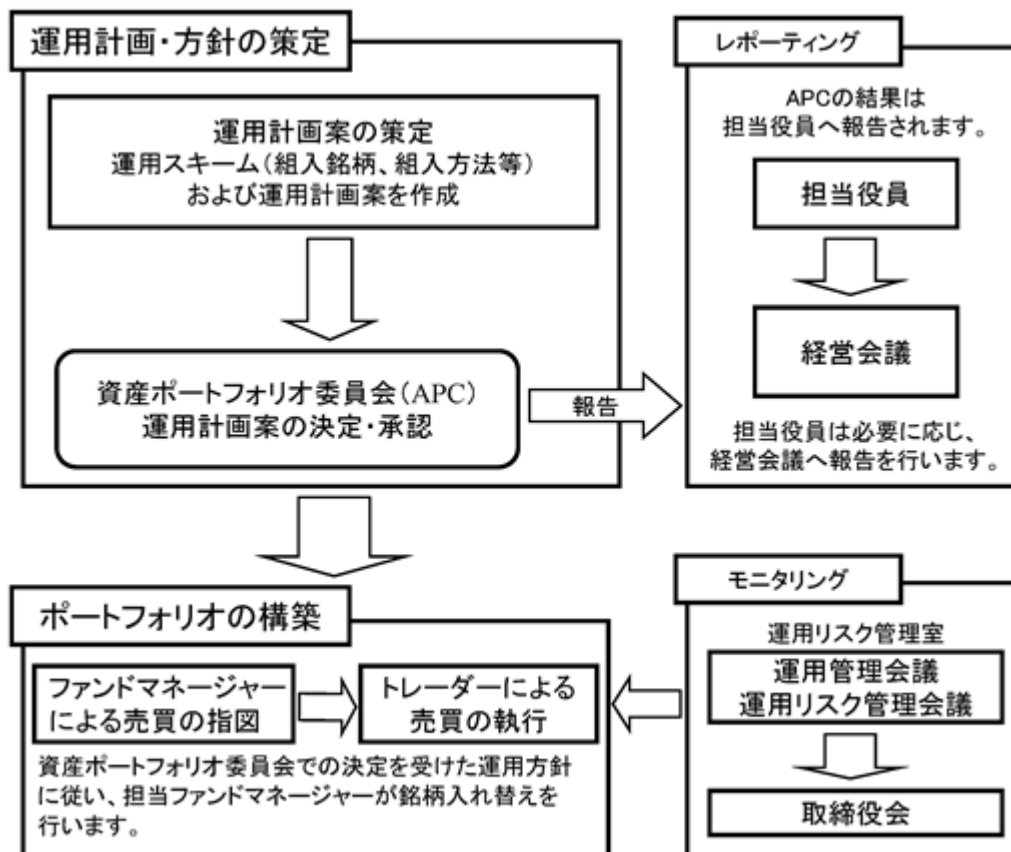 運用計画・方針の策定
運用計画案の策定
運用スキーム(組入銘柄、組入方法等)
および運用計画案を作成
資産ポートフォリオ委員会(APC)
運用計画案の決定・承認
報告
レポーティング
APCの結果は
担当役員へ報告されます。
担当役員
経営会議
担当役員は必要に応じ、
経営会議へ報告を行います。
ポートフォリオの構築
ファンドマネージャー
による売買の指図
トレーダーによる
売買の執行
資産ポートフォリオ委員会での決定を受けた運用方針
に従い、担当ファンドマネージャーが銘柄入れ替えを
行います。
モニタリング
運用リスク管理室
運用管理会議
運用リスク管理会議
取締役会